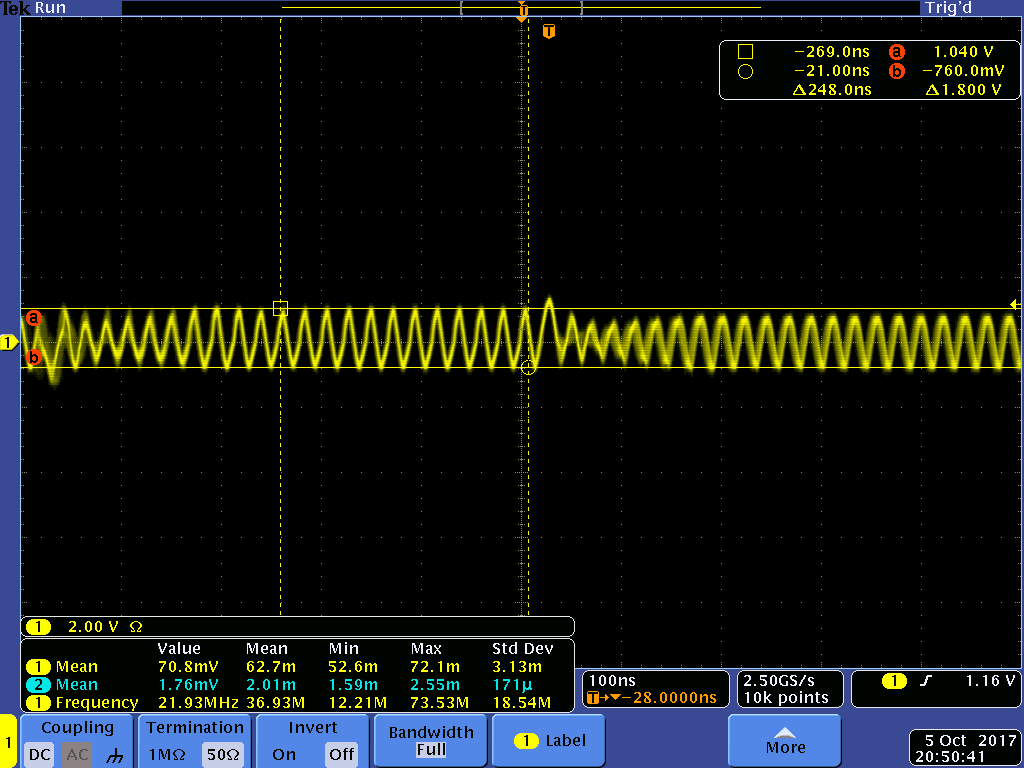 Tek Run Trig'd
T
T
−269.0ns a 1.040 V
−21.00ns b −760.0mV
Δ248.0ns Δ1.800 V
a
1
b
1 2.00 V Ω
Value Mean Min Max Std Dev
1 Mean 70.8mV 62.7m 52.6m 72.1m 3.13m
2 Mean 1.76mV 2.01m 1.59m 2.55m 171µ
1 Frequency 21.93MHz 36.93M 12.21M 73.53M 18.54M
100ns
T→▼−28.0000ns
2.50GS/s
10k points
1 1.16 V
1
Coupling
DC AC
Termination
1MΩ 50Ω
Invert
On Off
Bandwidth
Full
1 Label
More
5 Oct 2017
20:50:41